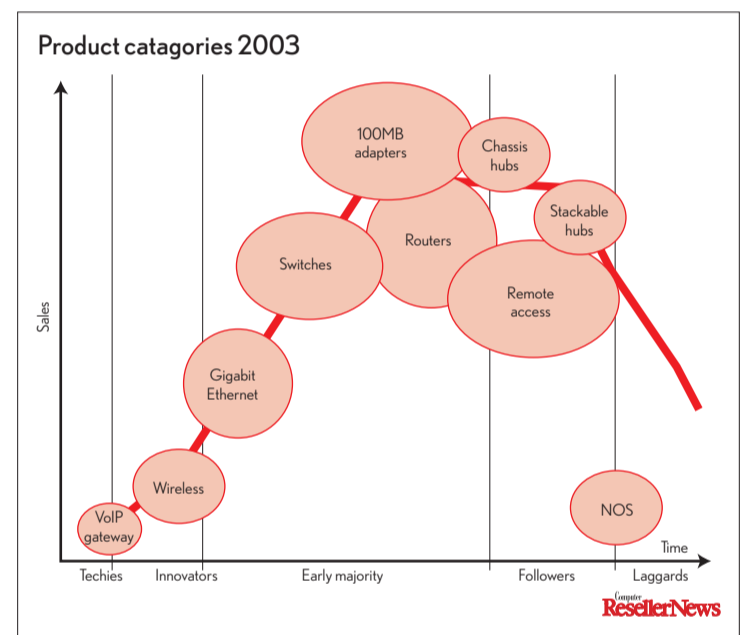 Product catagories 2003
100MB
adapters
Chassis
hubs
Stackable
hubs
Routers
Switches
Remote
access
Gigabit
Ethernet
Wireless
VoIP
gateway
NOS
Sales
Time
Techies
Innovators
Early majority
Followers
Laggards
Computer
ResellerNews